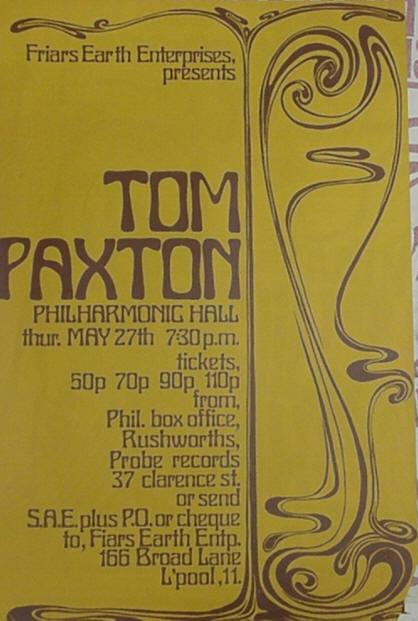 Friars Earth Enterprises,
presents
TOM
PAXTON
PHILHARMONIC HALL
thur. MAY 27th 7:30 p.m.
tickets,
50p 70p 90p 110p
from,
Phil. box office,
Rushworths,
Probe records
37 clarence st.
or send
S.A.E. plus P.O. or cheque
to, Fiars Earth Entp.
166 Broad Lane
L'pool, 11.